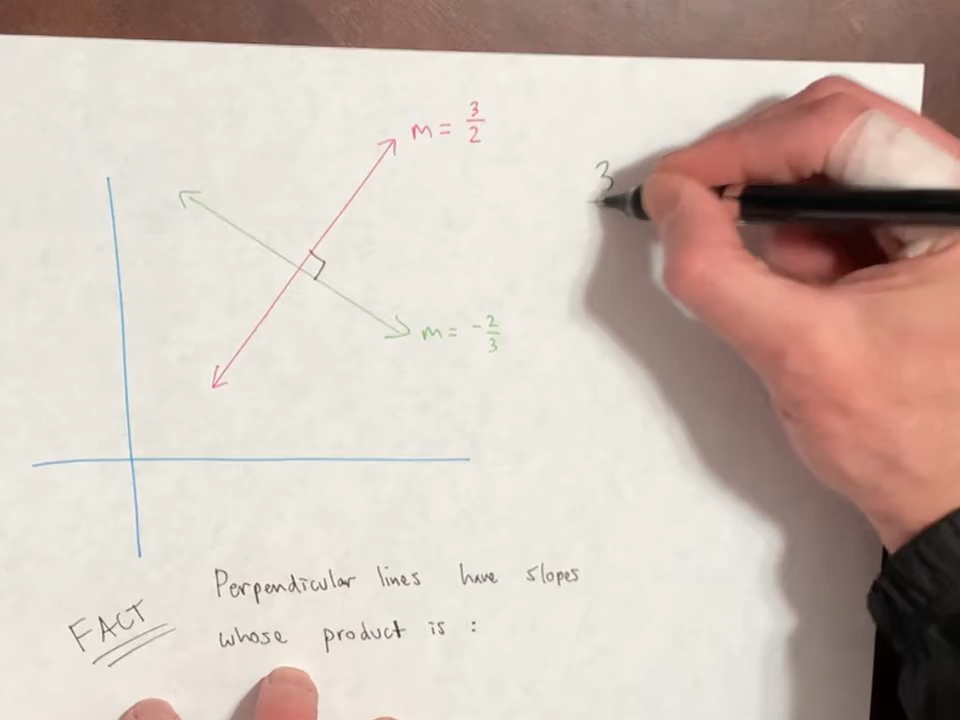 m = 3/2
3
m = -2/3
FACT
Perpendicular lines have slopes
whose product is :